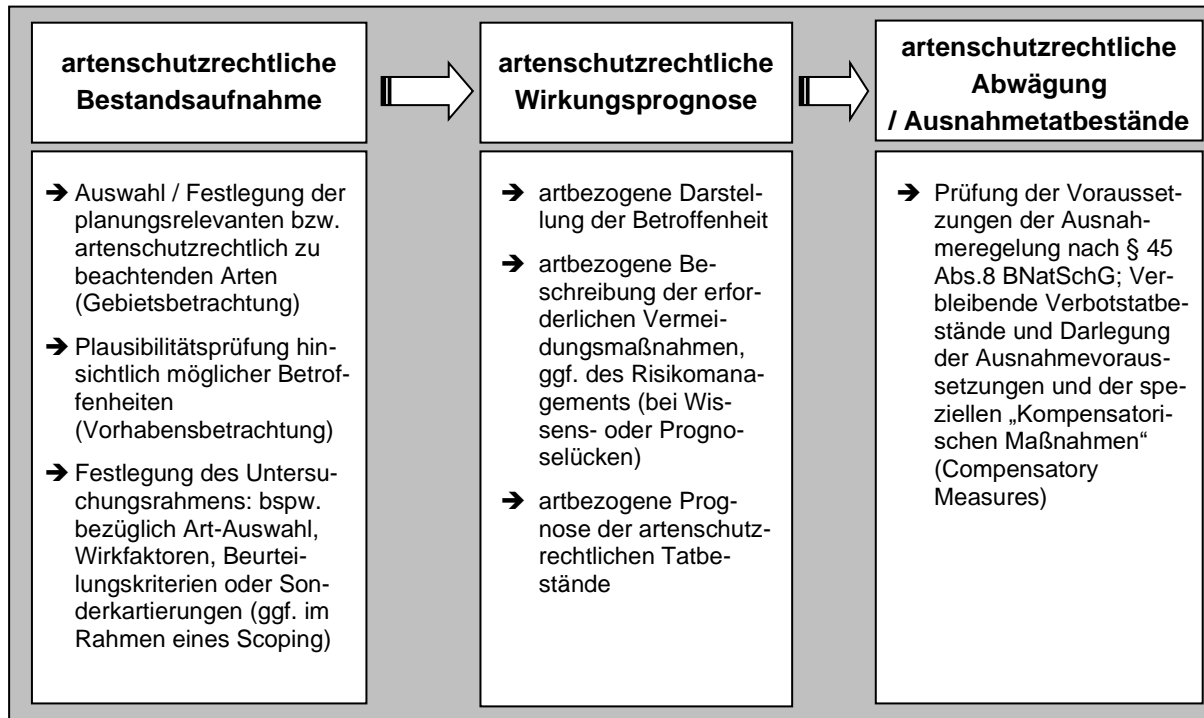 artenschutzrechtliche
Bestandsaufnahme
➔ Auswahl / Festlegung der
planungsrelevanten bzw.
artenschutzrechtlich zu
beachtenden Arten
(Gebietsbetrachtung)
➔ Plausibilitätsprüfung hin-
sichtlich möglicher Betrof-
fenheiten
(Vorhabensbetrachtung)
➔ Festlegung des Untersu-
chungsrahmens: bspw.
bezüglich Art-Auswahl,
Wirkfaktoren, Beurtei-
lungskriterien oder Son-
derkartierungen (ggf. im
Rahmen eines Scoping)
artenschutzrechtliche
Wirkungsprognose
➔ artbezogene Darstel-
lung der Betroffenheit
➔ artbezogene Be-
schreibung der erfor-
derlichen Vermei-
dungsmaßnahmen,
ggf. des Risikomana-
gements (bei Wis-
sens- oder Progno-
selücken)
➔ artbezogene Prog-
nose der artenschutz-
rechtlichen Tatbe-
stände
artenschutzrechtliche
Abwägung
/ Ausnahmetatbestände
➔ Prüfung der Vorausset-
zungen der Ausnah-
meregelung nach § 45
Abs.8 BNatSchG; Ver-
bleibende Verbotstatbe-
stände und Darlegung
der Ausnahmevoraus-
setzungen und der spe-
ziellen „Kompensatori-
schen Maßnahmen“
(Compensatory
Measures)